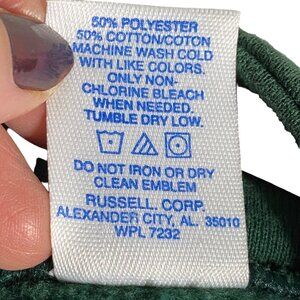 50% POLYESTER
50% COTTON/COTON
MACHINE WASH COLD
WITH LIKE COLORS.
ONLY NON-
CHLORINE BLEACH
WHEN NEEDED.
TUMBLE DRY LOW.
DO NOT IRON OR DRY
CLEAN EMBLEM
RUSSELL CORP.
ALEXANDER CITY, AL. 35010
WPL 7232